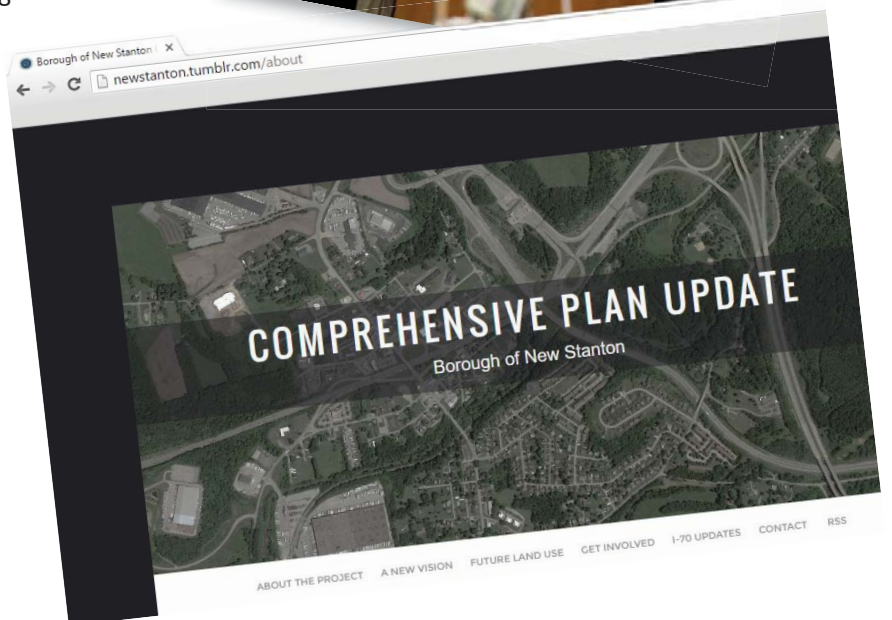 Borough of New Stanton
newstanton.tumblr.com/about
COMPREHENSIVE PLAN UPDATE
Borough of New Stanton
ABOUT THE PROJECT A NEW VISION FUTURE LAND USE GET INVOLVED I-70 UPDATES CONTACT RSS